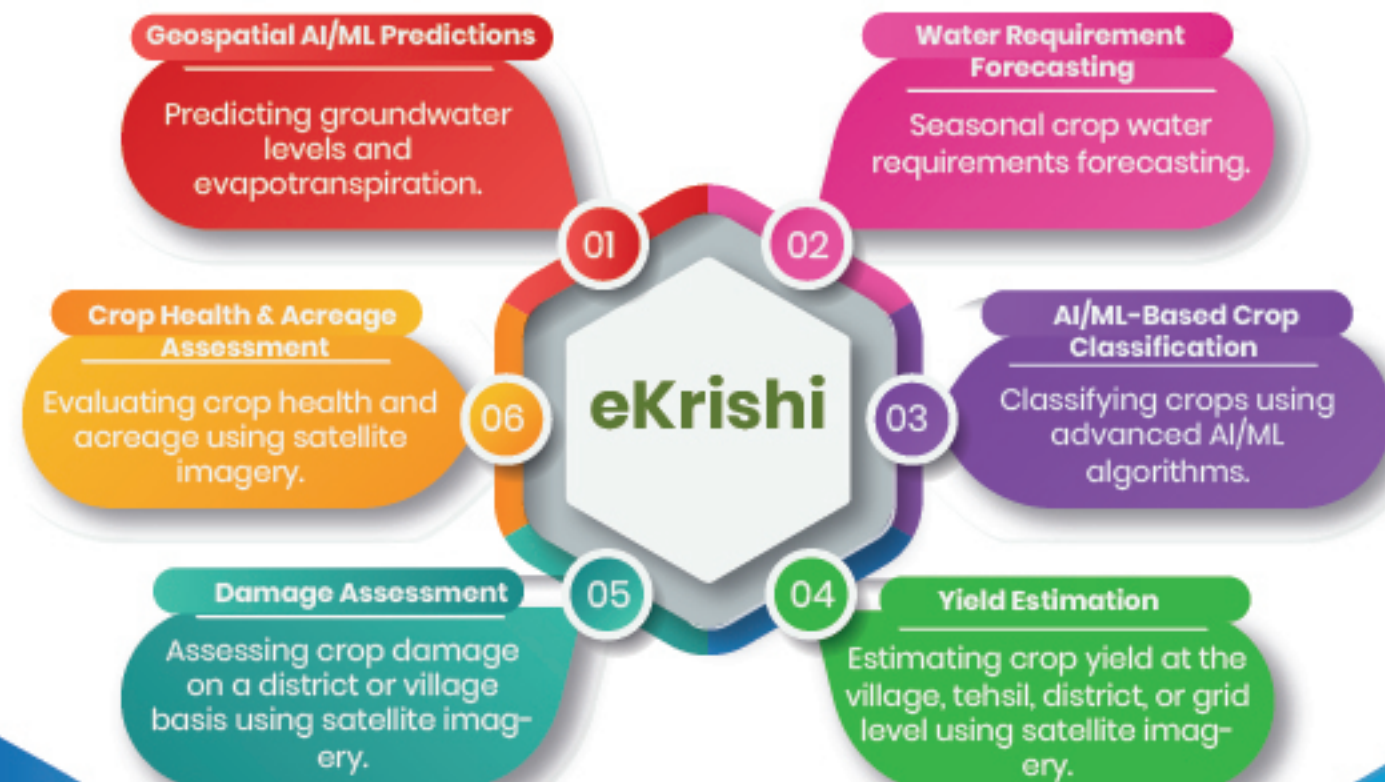 Geospatial AI/ML Predictions
Predicting groundwater
levels and
evapotranspiration.
01
Water Requirement
Forecasting
Seasonal crop water
requirements forecasting.
02
AI/ML-Based Crop
Classification
Classifying crops using
advanced AI/ML
algorithms.
03
Yield Estimation
Estimating crop yield at the
village, tehsil, district, or grid
level using satellite imag-
ery.
04
Damage Assessment
Assessing crop damage
on a district or village
basis using satellite imag-
ery.
05
Crop Health & Acreage
Assessment
Evaluating crop health and
acreage using satellite
imagery.
06
eKrishi